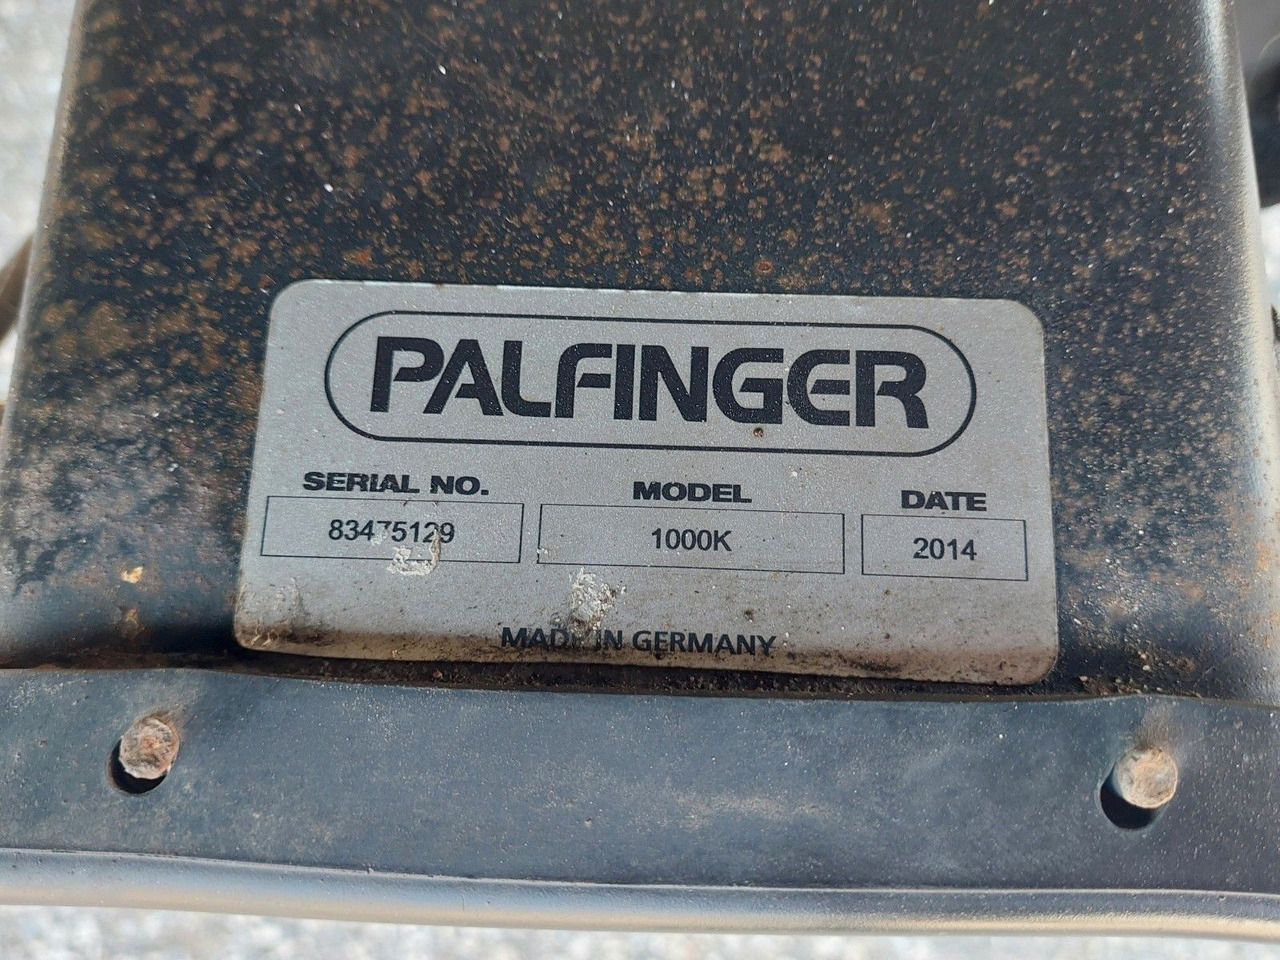 PALFINGER
SERIAL NO. MODEL DATE
83475129 1000K 2014
MADE IN GERMANY